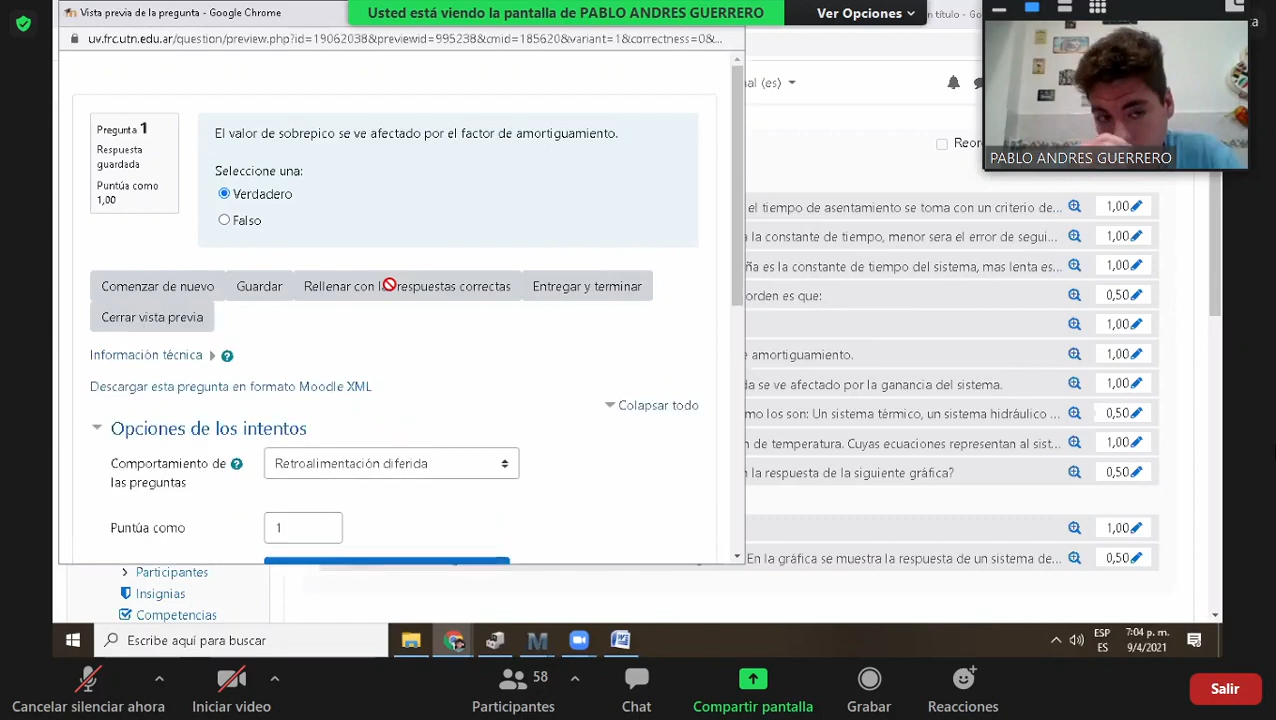 Vista previa de la pregunta - Google Chrome
Usted está viendo la pantalla de PABLO ANDRES GUERRERO
Ver Opciones
n título - Goo
uv.frc.utn.edu.ar/question/preview.php?id=19062038&previewid=995238&cmid=185620&variant=1&correctness=0&...
nal (es)
Reor
PABLO ANDRES GUERRERO
Pregunta 1
Respuesta
guardada
Puntúa como
1,00
El valor de sobrepico se ve afectado por el factor de amortiguamiento.
Seleccione una:
Verdadero
Falso
Comenzar de nuevo
Guardar
Rellenar con las respuestas correctas
Entregar y terminar
Cerrar vista previa
Información técnica
Descargar esta pregunta en formato Moodle XML
Colapsar todo
Opciones de los intentos
Comportamiento de
las preguntas
Retroalimentación diferida
Puntúa como
1
el tiempo de asentamiento se toma con un criterio de... 1,00
a la constante de tiempo, menor sera el error de segui... 1,00
ña es la constante de tiempo del sistema, mas lenta es... 1,00
orden es que: 0,50
1,00
e amortiguamiento. 1,00
da se ve afectado por la ganancia del sistema. 1,00
mo los son: Un sistema térmico, un sistema hidráulico ... 0,50
n de temperatura. Cuyas ecuaciones representan al sist... 1,00
n la respuesta de la siguiente gráfica? 0,50
1,00
En la gráfica se muestra la respuesta de un sistema de... 0,50
Participantes
Insignias
Competencias
Escribe aquí para buscar
ESP
ES
7:04 p. m.
9/4/2021
Cancelar silenciar ahora
Iniciar video
58
Participantes
Chat
Compartir pantalla
Grabar
Reacciones
Salir